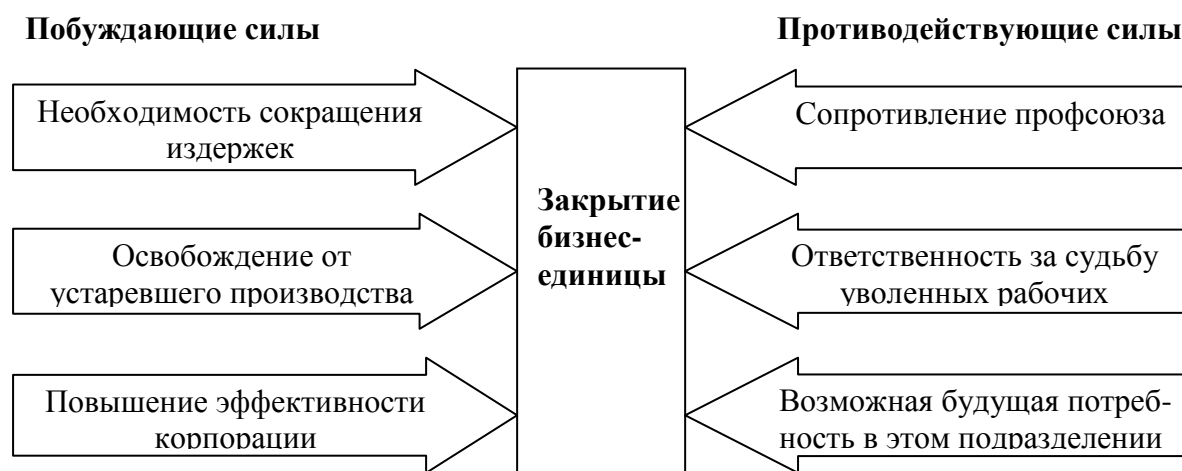 Побуждающие силы
Противодействующие силы
Необходимость сокращения
издержек
Сопротивление профсоюза
Закрытие
бизнес-
единицы
Освобождение от
устаревшего производства
Ответственность за судьбу
уволенных рабочих
Повышение эффективности
корпорации
Возможная будущая потреб-
ность в этом подразделении